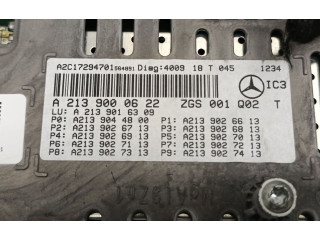 A2C17294701 Diag:4009 18 T 045 1234
IC3
A 213 900 06 22 ZGS 001 Q02 T
LU: A 213 901 63 09
P0: A213 904 48 00 P1: A213 902 66 13
P2: A213 902 67 13 P3: A213 902 68 13
P4: A213 902 69 13 P5: A213 902 70 13
P6: A213 902 71 13 P7: A213 902 72 13
P8: A213 902 73 13 P9: A213 902 74 13